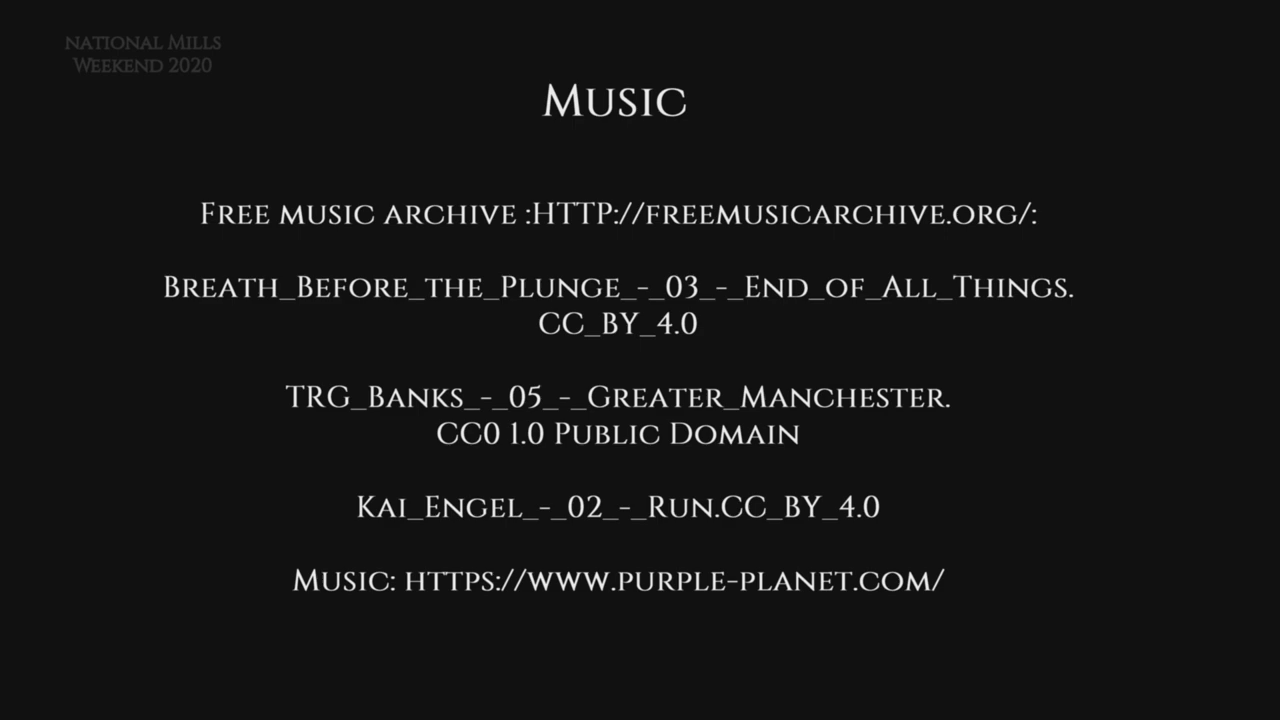 National Mills
Weekend 2020
Music
Free music archive :HTTP://freemusicarchive.org/:
Breath_Before_the_Plunge_-_03_-_End_of_All_Things.
CC_BY_4.0
TRG_Banks_-_05_-_Greater_Manchester.
CC0 1.0 Public Domain
Kai_Engel_-_02_-_Run.CC_BY_4.0
Music: https://www.purple-planet.com/